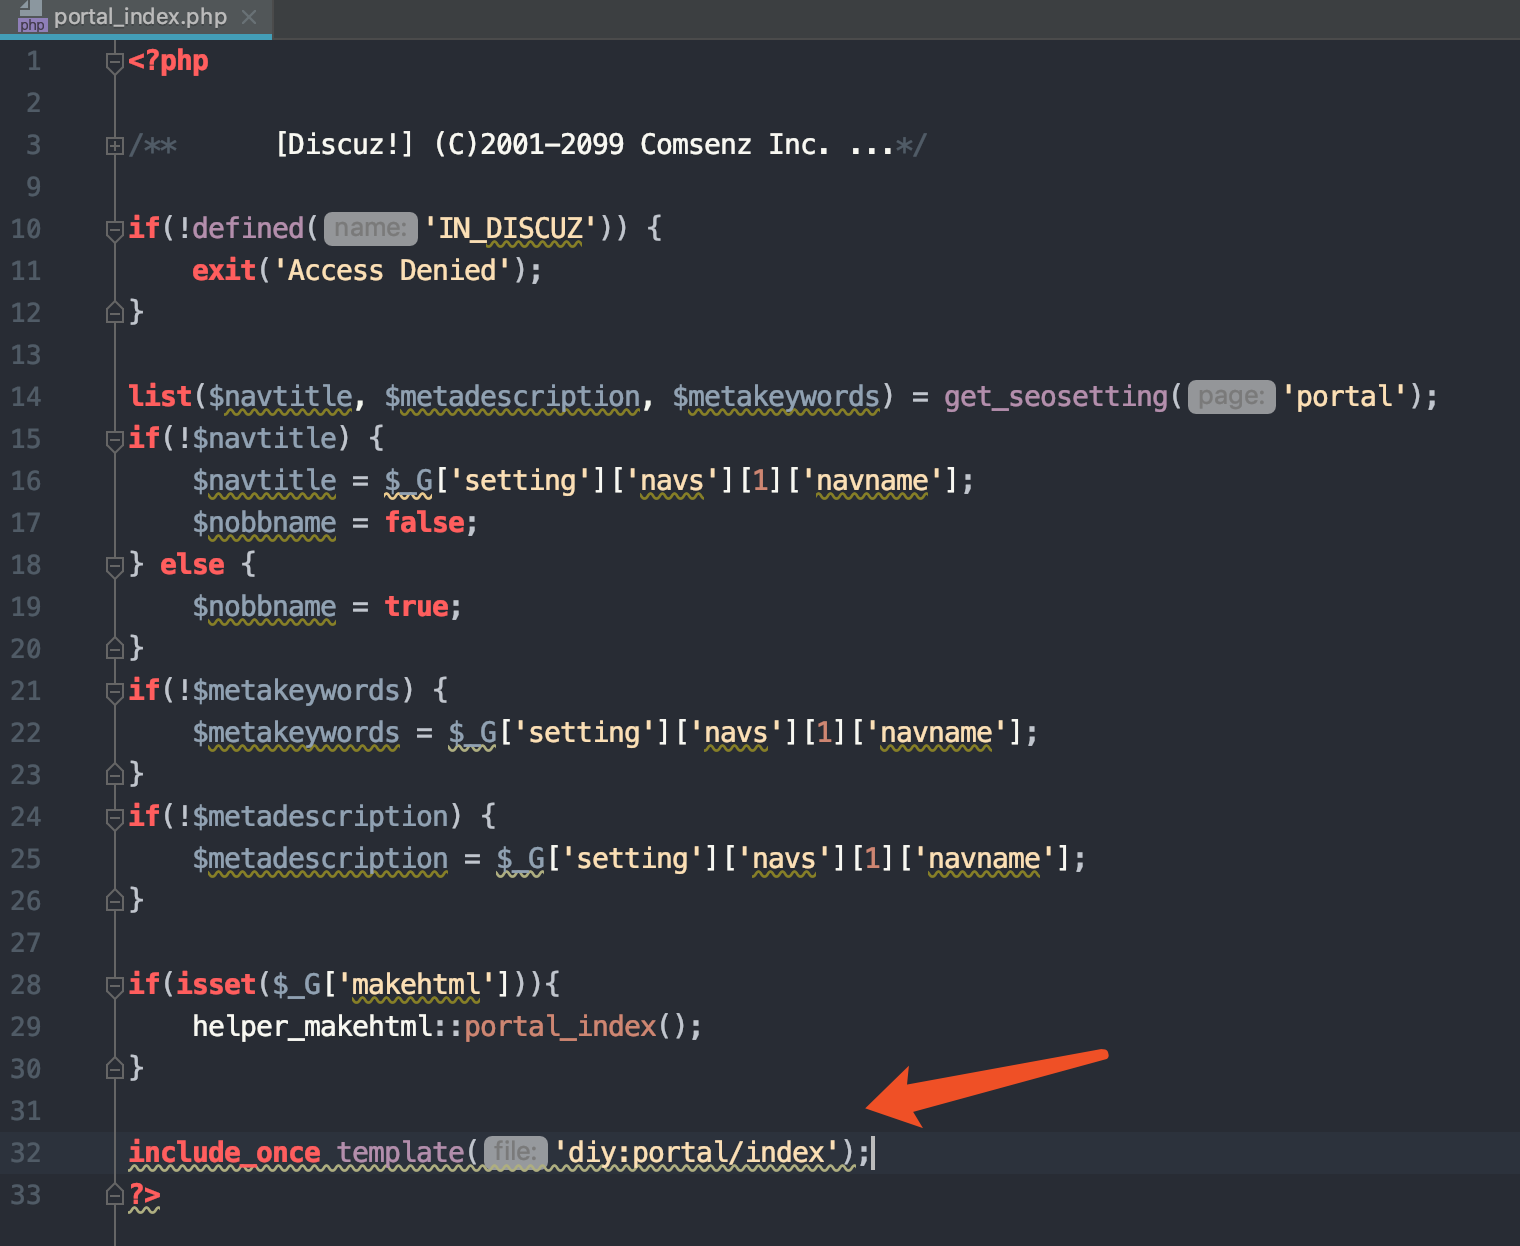 php portal_index.php
1 <?php
2
3 /** [Discuz!] (C)2001-2099 Comsenz Inc. ...*/
9
10 if(!defined( name: 'IN_DISCUZ')) {
11 exit('Access Denied');
12 }
13
14 list($navtitle, $metadescription, $metakeywords) = get_seosetting( page: 'portal');
15 if(!$navtitle) {
16 $navtitle = $_G['setting']['navs'][1]['navname'];
17 $nobbname = false;
18 } else {
19 $nobbname = true;
20 }
21 if(!$metakeywords) {
22 $metakeywords = $_G['setting']['navs'][1]['navname'];
23 }
24 if(!$metadescription) {
25 $metadescription = $_G['setting']['navs'][1]['navname'];
26 }
27
28 if(isset($_G['makehtml'])){
29 helper_makehtml::portal_index();
30 }
31
32 include_once template( file: 'diy:portal/index');
33 ?>